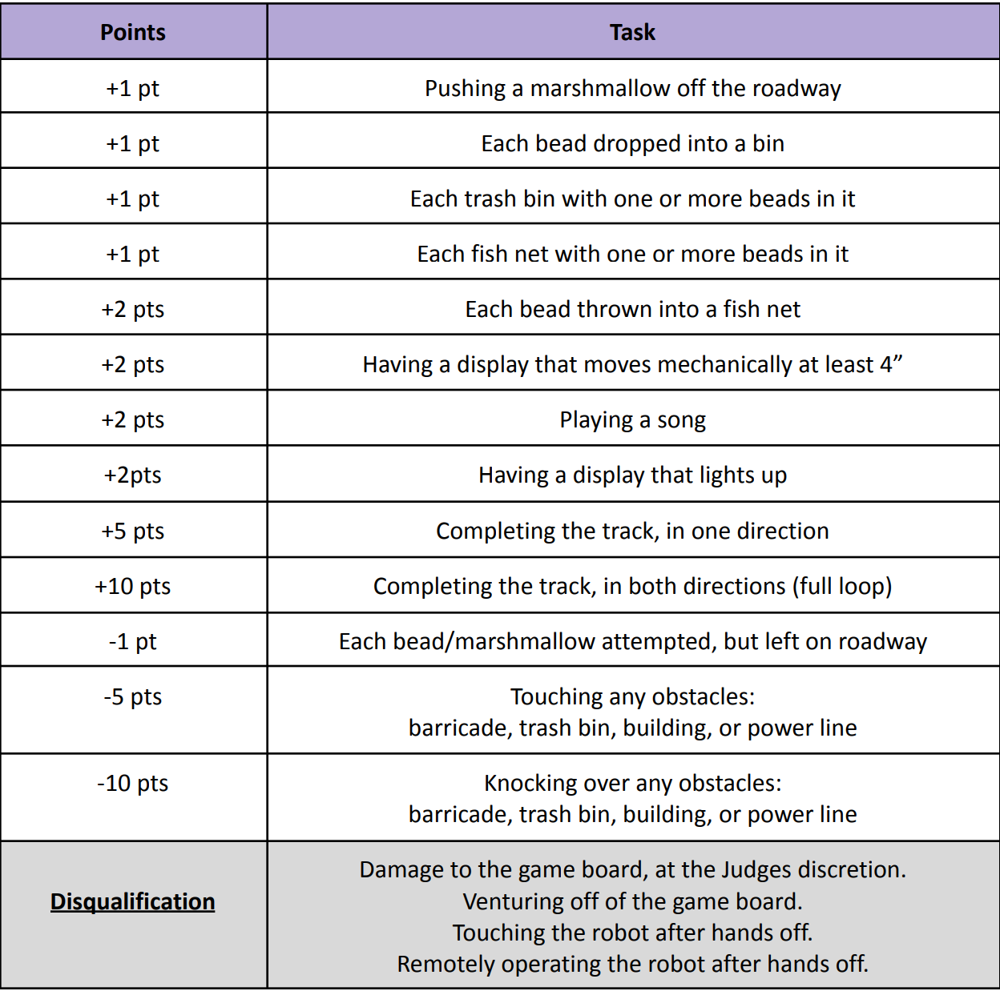 Points Task
+1 pt Pushing a marshmallow off the roadway
+1 pt Each bead dropped into a bin
+1 pt Each trash bin with one or more beads in it
+1 pt Each fish net with one or more beads in it
+2 pts Each bead thrown into a fish net
+2 pts Having a display that moves mechanically at least 4”
+2 pts Playing a song
+2pts Having a display that lights up
+5 pts Completing the track, in one direction
+10 pts Completing the track, in both directions (full loop)
-1 pt Each bead/marshmallow attempted, but left on roadway
-5 pts Touching any obstacles:
barricade, trash bin, building, or power line
-10 pts Knocking over any obstacles:
barricade, trash bin, building, or power line
Disqualification
Damage to the game board, at the Judges discretion.
Venturing off of the game board.
Touching the robot after hands off.
Remotely operating the robot after hands off.